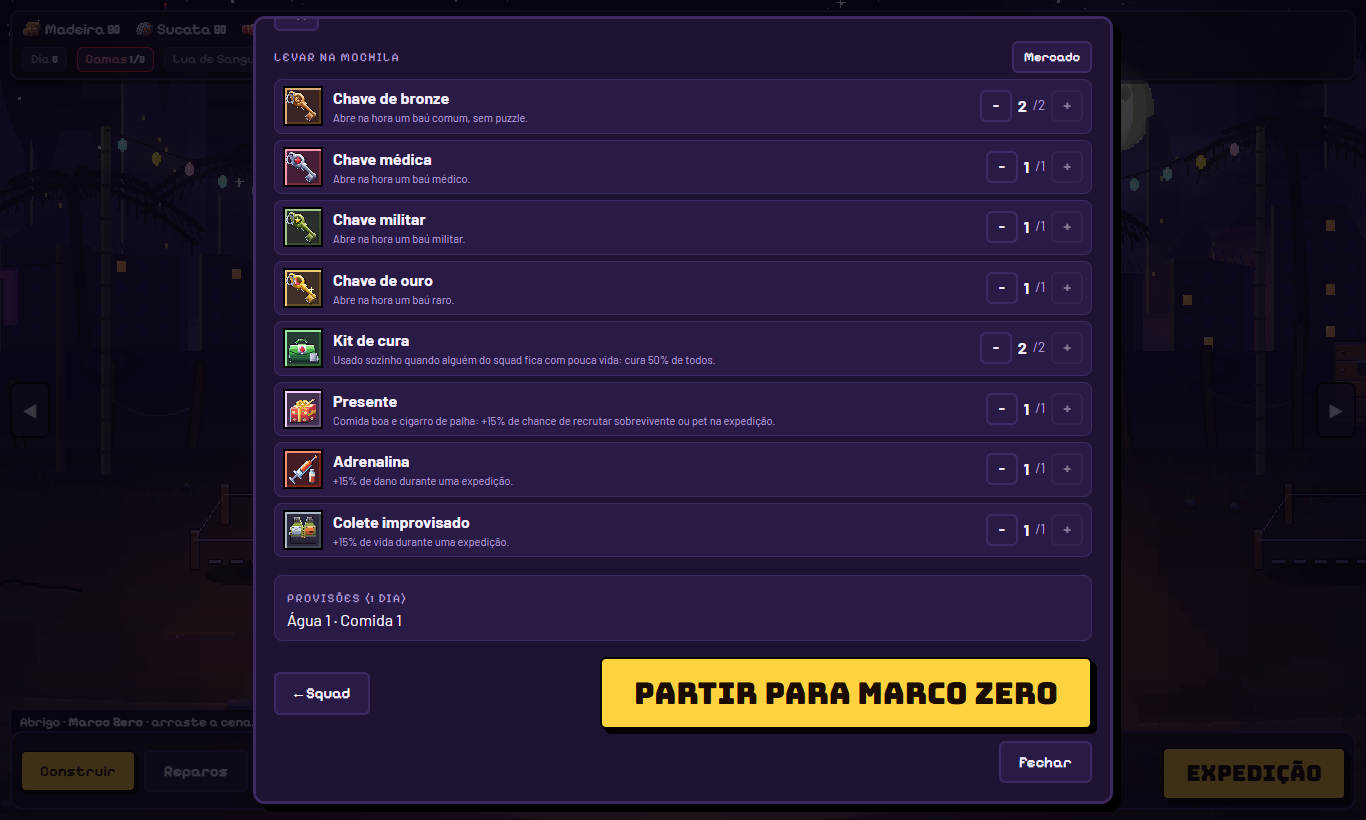 Madeira 90 Sucata 90
Dia 0 Camas 1/0 Lua de Sangu
LEVAR NA MOCHILA
Mercado
Chave de bronze
Abre na hora um baú comum, sem puzzle.
- 2 /2 +
Chave médica
Abre na hora um baú médico.
- 1 /1 +
Chave militar
Abre na hora um baú militar.
- 1 /1 +
Chave de ouro
Abre na hora um baú raro.
- 1 /1 +
Kit de cura
Usado sozinho quando alguém do squad fica com pouca vida: cura 50% de todos.
- 2 /2 +
Presente
Comida boa e cigarro de palha: +15% de chance de recrutar sobrevivente ou pet na expedição.
- 1 /1 +
Adrenalina
+15% de dano durante uma expedição.
- 1 /1 +
Colete improvisado
+15% de vida durante uma expedição.
- 1 /1 +
PROVISÕES (1 DIA)
Água 1 · Comida 1
←Squad
PARTIR PARA MARCO ZERO
Fechar
Abrigo · Marco Zero · arraste a cena.
Construir Reparos
EXPEDIÇÃO